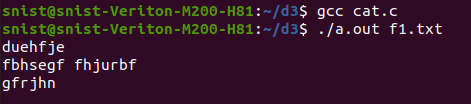 snist@snist-Veriton-M200-H81:~/d3$ gcc cat.c
snist@snist-Veriton-M200-H81:~/d3$ ./a.out f1.txt
duehfje
fbhsegf fhjurbf
gfrjhn